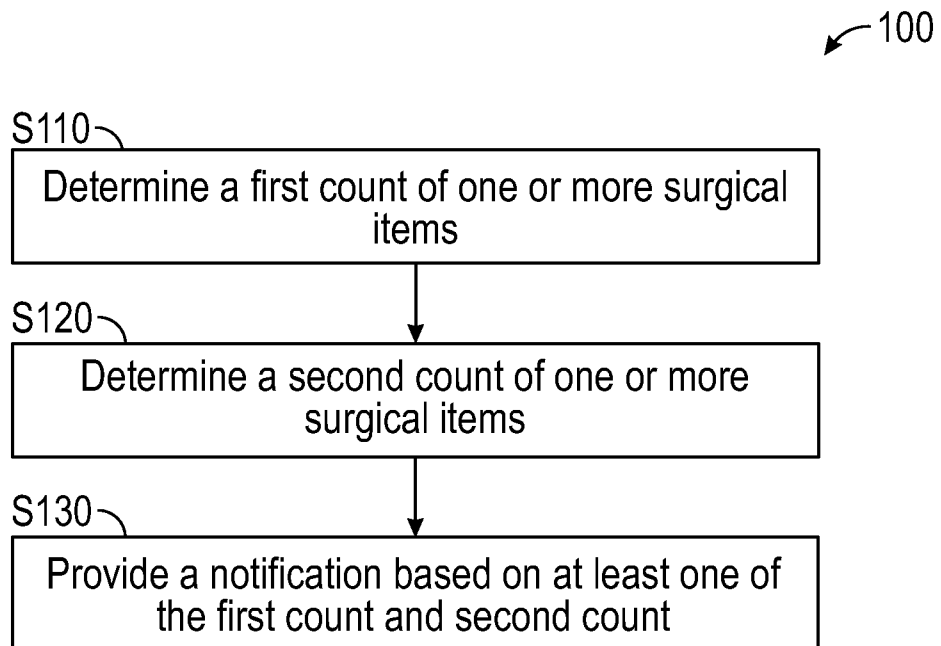 100
S110
Determine a first count of one or more surgical
items
S120
Determine a second count of one or more
surgical items
S130
Provide a notification based on at least one of
the first count and second count